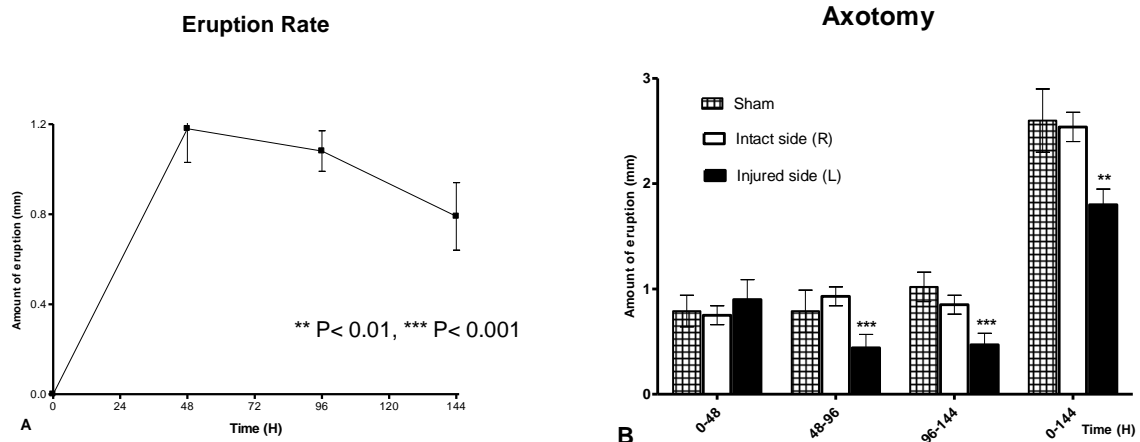 Eruption Rate
1.2
0.8
0.4
0.0
Amount of eruption (mm)
** P< 0.01, *** P< 0.001
0 24 48 72 96 120 144
Time (H)
A
Axotomy
3
2
1
0
Amount of eruption (mm)
Sham
Intact side (R)
Injured side (L)
***
***
**
0-48 48-96 96-144 0-144
Time (H)
B